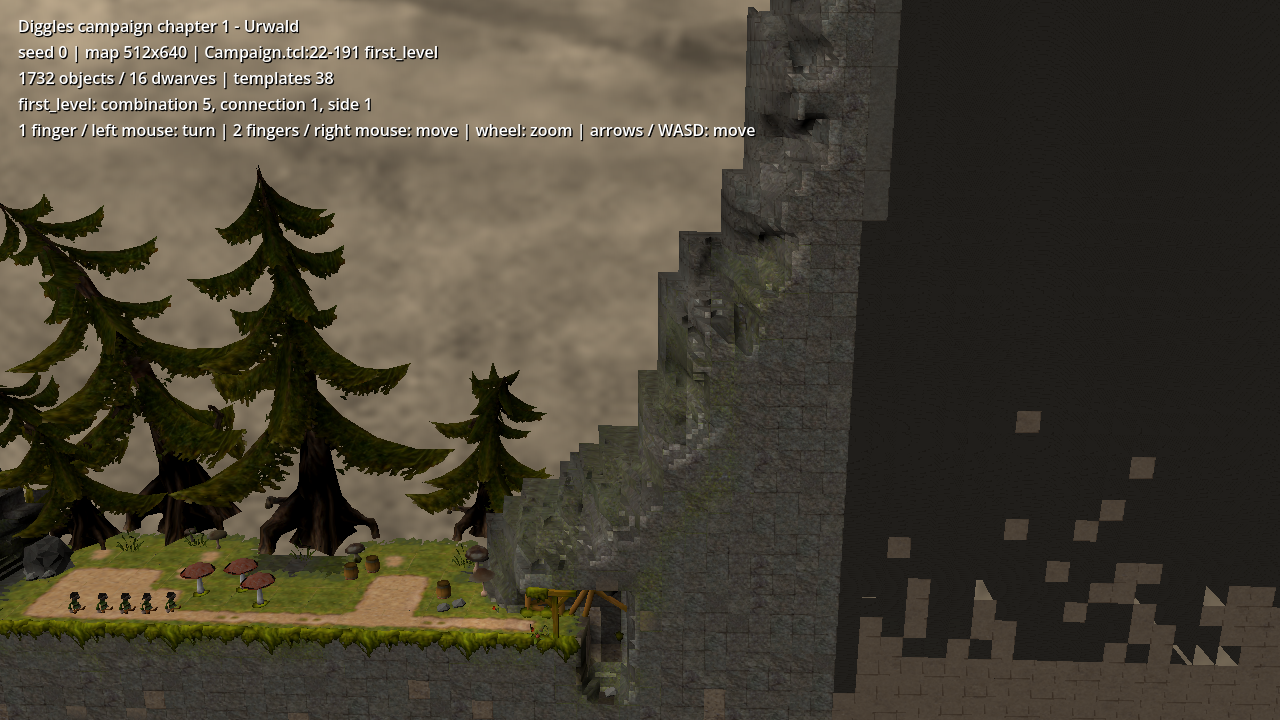 Diggles campaign chapter 1 - Urwald
seed 0 | map 512x640 | Campaign.tcl:22-191 first_level
1732 objects / 16 dwarves | templates 38
first_level: combination 5, connection 1, side 1
1 finger / left mouse: turn | 2 fingers / right mouse: move | wheel: zoom | arrows / WASD: move